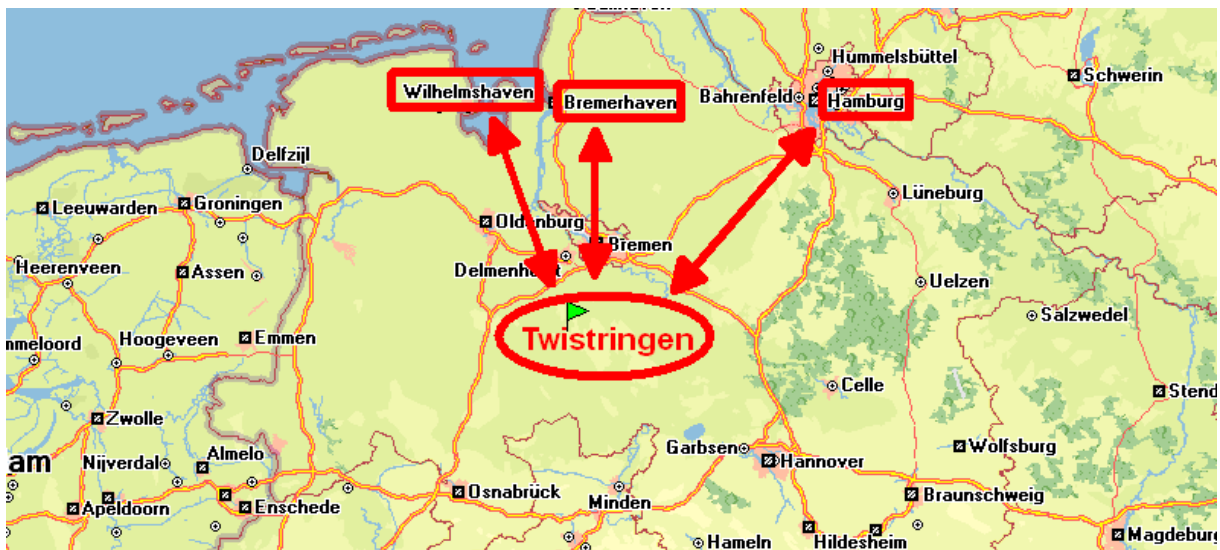 Hummelsbüttel
Schwerin
Wilhelmshaven
Bremerhaven
Bahrenfeld
Hamburg
Delfzijl
Leeuwarden
Groningen
Lüneburg
Oldenburg
Bremen
Heerenveen
Assen
Delmenhorst
Uelzen
Salzwedel
Twistringen
Hoogeveen
Emmen
mmeloord
Celle
Stend
Zwolle
Garbsen
Wolfsburg
am
Nijverdal
Almelo
Hannover
Osnabrück
Minden
Braunschweig
Apeldoorn
Enschede
Hameln
Hildesheim
Magdeburg